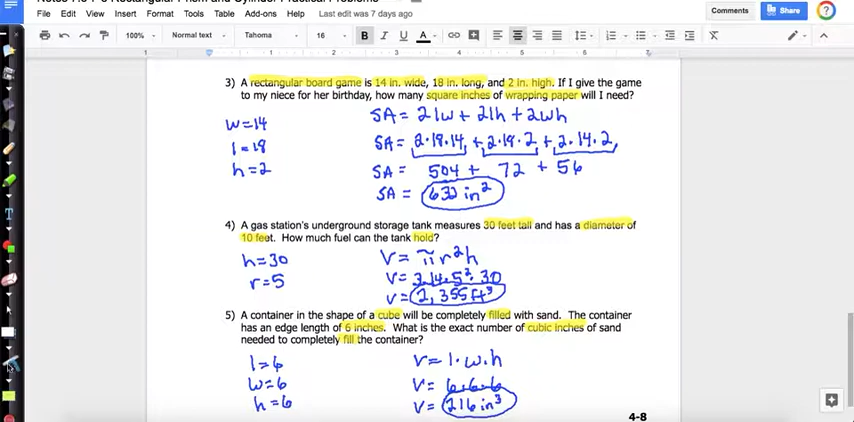 File Edit View Insert Format Tools Table Add-ons Help Last edit was 7 days ago
Comments Share
100% Normal text Tahoma 16 B I U A
3) A rectangular board game is 14 in. wide, 18 in. long, and 2 in. high. If I give the game
to my niece for her birthday, how many square inches of wrapping paper will I need?
w=14
l=18
h=2
SA = 2lw + 2lh + 2wh
SA = 2·18·14 + 2·18·2 + 2·14·2
SA = 504 + 72 + 56
SA = 632 in²
4) A gas station's underground storage tank measures 30 feet tall and has a diameter of
10 feet. How much fuel can the tank hold?
h=30
r=5
V = πr²h
V = 3.14·5²·30
V = 2,355 ft³
5) A container in the shape of a cube will be completely filled with sand. The container
has an edge length of 6 inches. What is the exact number of cubic inches of sand
needed to completely fill the container?
l=6
w=6
h=6
V = l·w·h
V = 6·6·6
V = 216 in³
4-8